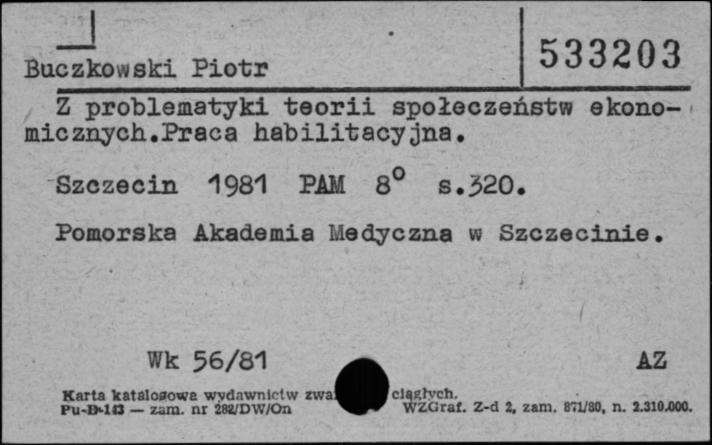 533203
Buczkowski Piotr
Z problematyki teorii społeczeństw ekono-
micznych.Praca habilitacyjna.
Szczecin 1981 PAM 8° s.320.
Pomorska Akademia Medyczna w Szczecinie.
Wk 56/81 AZ
Karta katalogowa wydawnictw ciągłych.
Pu-D-143 — zam. nr 282/DW/On WZGraf. Z-d 2, zam. 871/80, n. 2.310.000.